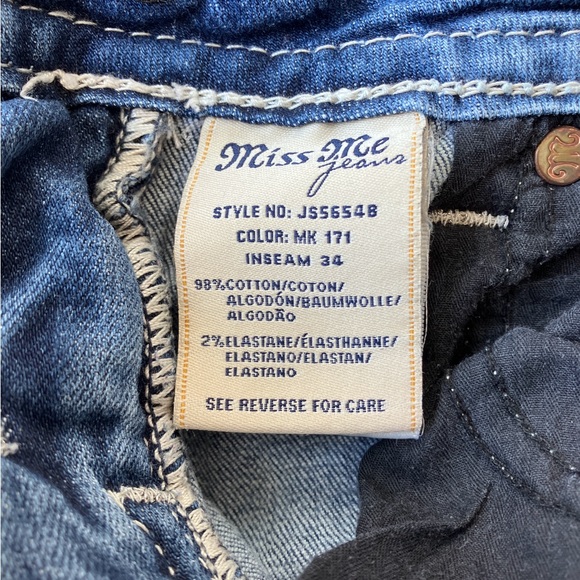 Miss Me
jeans
STYLE NO: JS5654B
COLOR: MK 171
INSEAM 34
98%COTTON/COTON/
ALGODÓN/BAUMWOLLE/
ALGODÃO
2%ELASTANE/ÉLASTHANNE/
ELASTANO/ELASTAN/
ELASTANO
SEE REVERSE FOR CARE